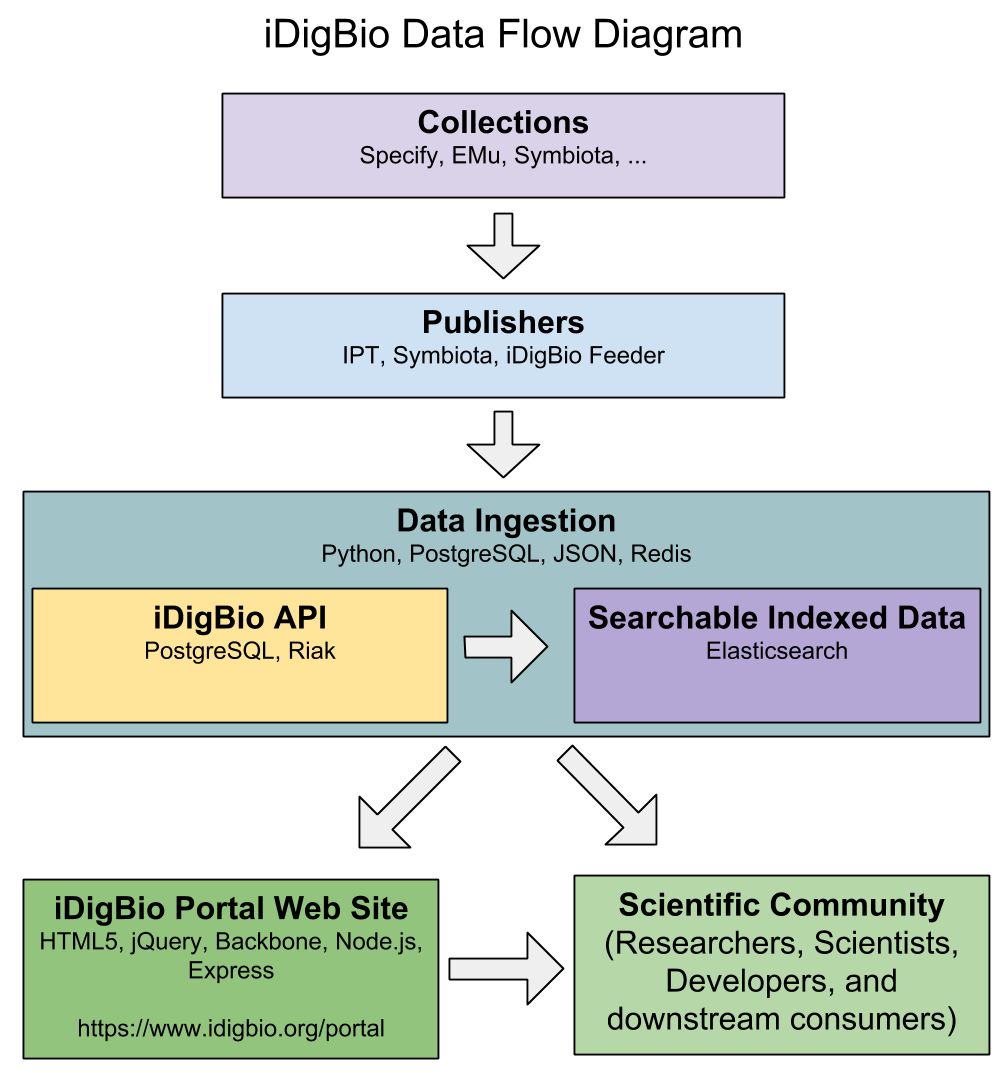 iDigBio Data Flow Diagram
Collections
Specify, EMu, Symbiota, ...
Publishers
IPT, Symbiota, iDigBio Feeder
Data Ingestion
Python, PostgreSQL, JSON, Redis
iDigBio API
PostgreSQL, Riak
Searchable Indexed Data
Elasticsearch
iDigBio Portal Web Site
HTML5, jQuery, Backbone, Node.js,
Express
https://www.idigbio.org/portal
Scientific Community
(Researchers, Scientists,
Developers, and
downstream consumers)